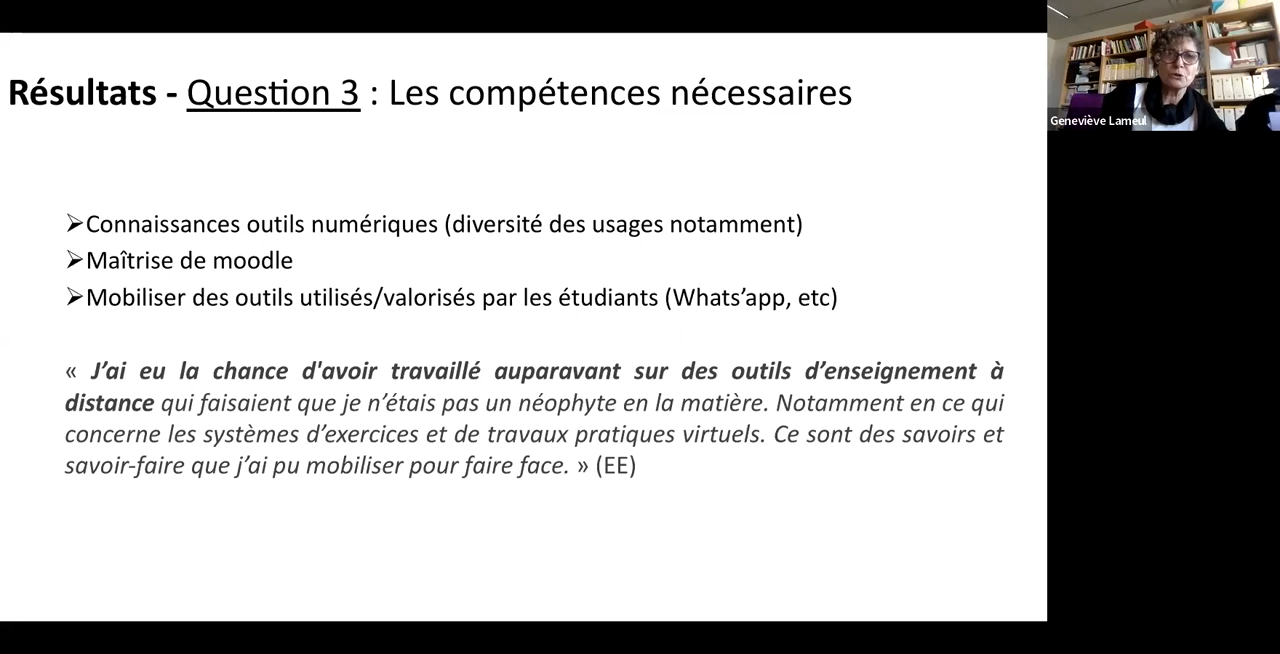 Résultats - Question 3 : Les compétences nécessaires
Geneviève Lameul
➢Connaissances outils numériques (diversité des usages notamment)
➢Maîtrise de moodle
➢Mobiliser des outils utilisés/valorisés par les étudiants (Whats’app, etc)
« J’ai eu la chance d'avoir travaillé auparavant sur des outils d’enseignement à
distance qui faisaient que je n’étais pas un néophyte en la matière. Notamment en ce qui
concerne les systèmes d’exercices et de travaux pratiques virtuels. Ce sont des savoirs et
savoir-faire que j’ai pu mobiliser pour faire face. » (EE)